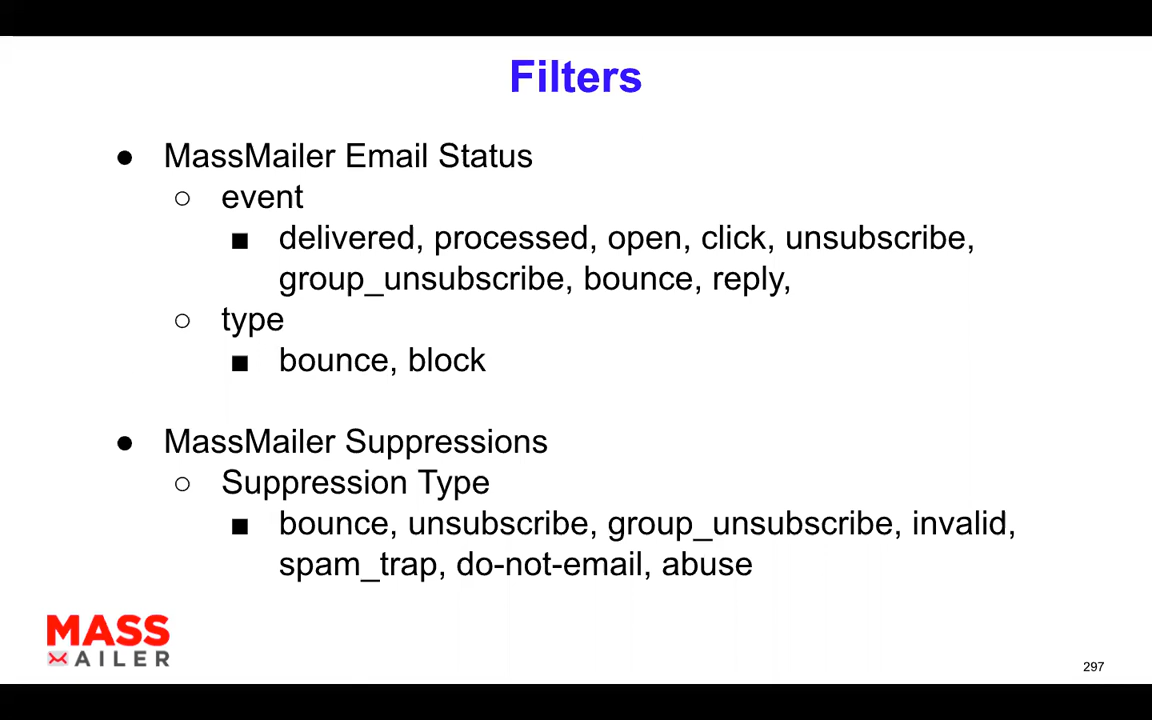 Filters
● MassMailer Email Status
○ event
■ delivered, processed, open, click, unsubscribe,
group_unsubscribe, bounce, reply,
○ type
■ bounce, block
● MassMailer Suppressions
○ Suppression Type
■ bounce, unsubscribe, group_unsubscribe, invalid,
spam_trap, do-not-email, abuse
MASS
AILER
297